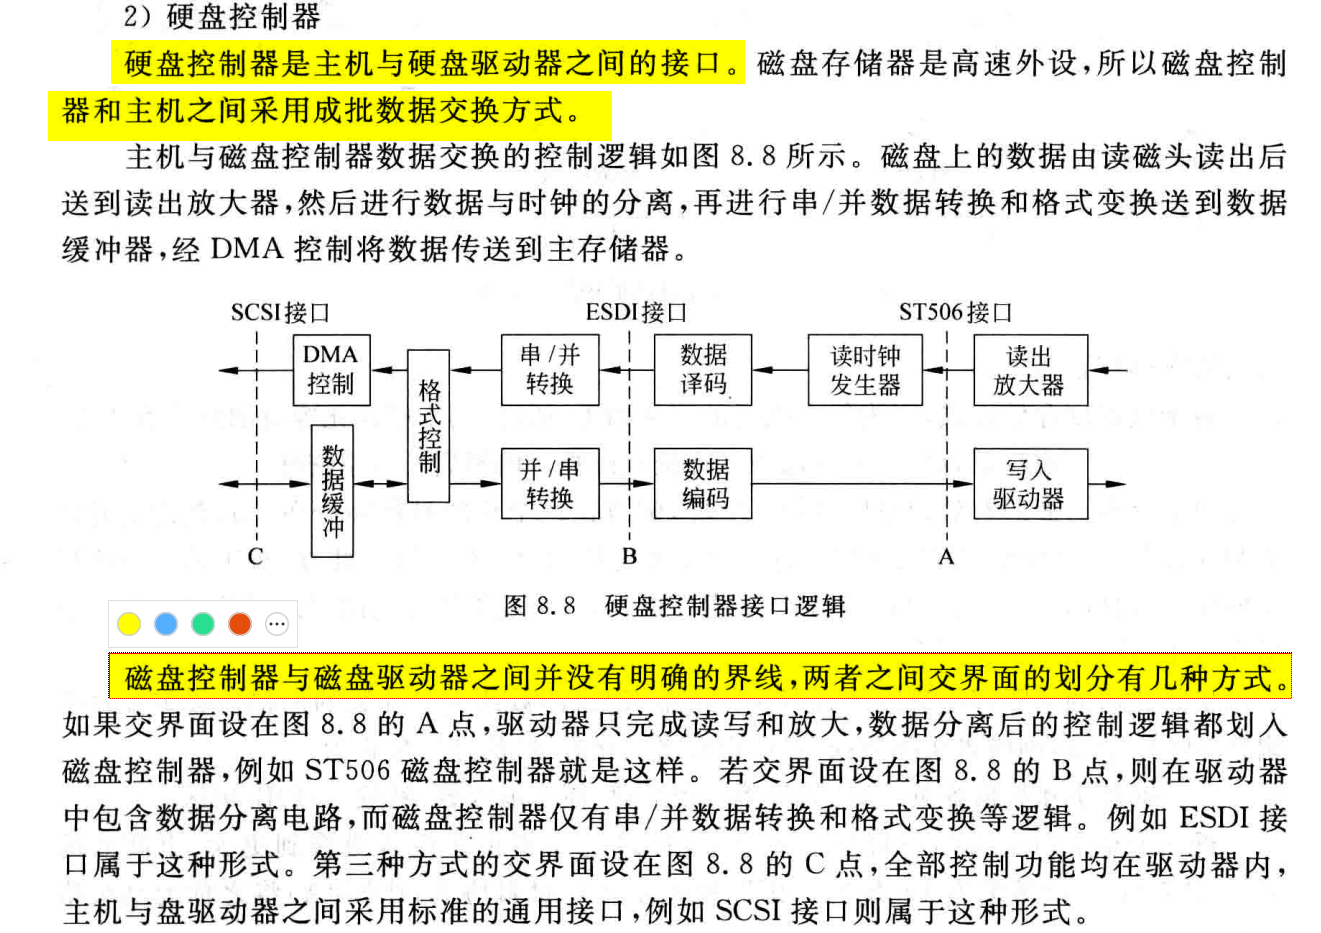 2）硬盘控制器
硬盘控制器是主机与硬盘驱动器之间的接口。磁盘存储器是高速外设,所以磁盘控制
器和主机之间采用成批数据交换方式。
主机与磁盘控制器数据交换的控制逻辑如图 8.8 所示。磁盘上的数据由读磁头读出后
送到读出放大器,然后进行数据与时钟的分离,再进行串/并数据转换和格式变换送到数据
缓冲器,经 DMA 控制将数据传送到主存储器。
SCSI接口
ESDI接口
ST506接口
DMA
控制
格式控制
串/并
转换
数据
译码
读时钟
发生器
读出
放大器
数据缓冲
并/串
转换
数据
编码
写入
驱动器
C
B
A
图 8.8 硬盘控制器接口逻辑
磁盘控制器与磁盘驱动器之间并没有明确的界线,两者之间交界面的划分有几种方式。
如果交界面设在图 8.8 的 A 点,驱动器只完成读写和放大,数据分离后的控制逻辑都划入
磁盘控制器,例如 ST506 磁盘控制器就是这样。若交界面设在图 8.8 的 B 点,则在驱动器
中包含数据分离电路,而磁盘控制器仅有串/并数据转换和格式变换等逻辑。例如 ESDI 接
口属于这种形式。第三种方式的交界面设在图 8.8 的 C 点,全部控制功能均在驱动器内,
主机与盘驱动器之间采用标准的通用接口,例如 SCSI 接口则属于这种形式。